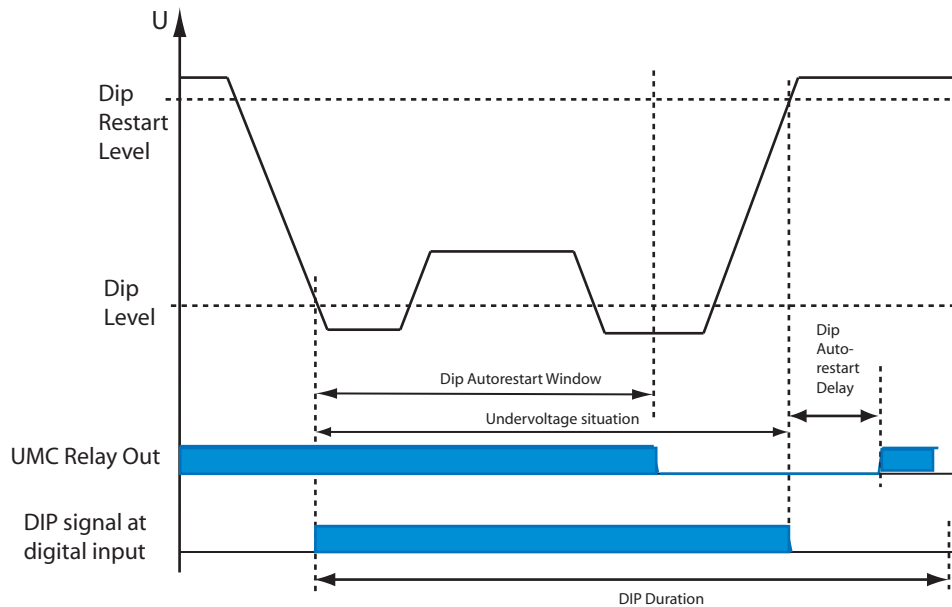 U
Dip
Restart
Level
Dip
Level
Dip
Auto-
restart
Delay
Dip Autorestart Window
Undervoltage situation
UMC Relay Out
DIP signal at
digital input
DIP Duration